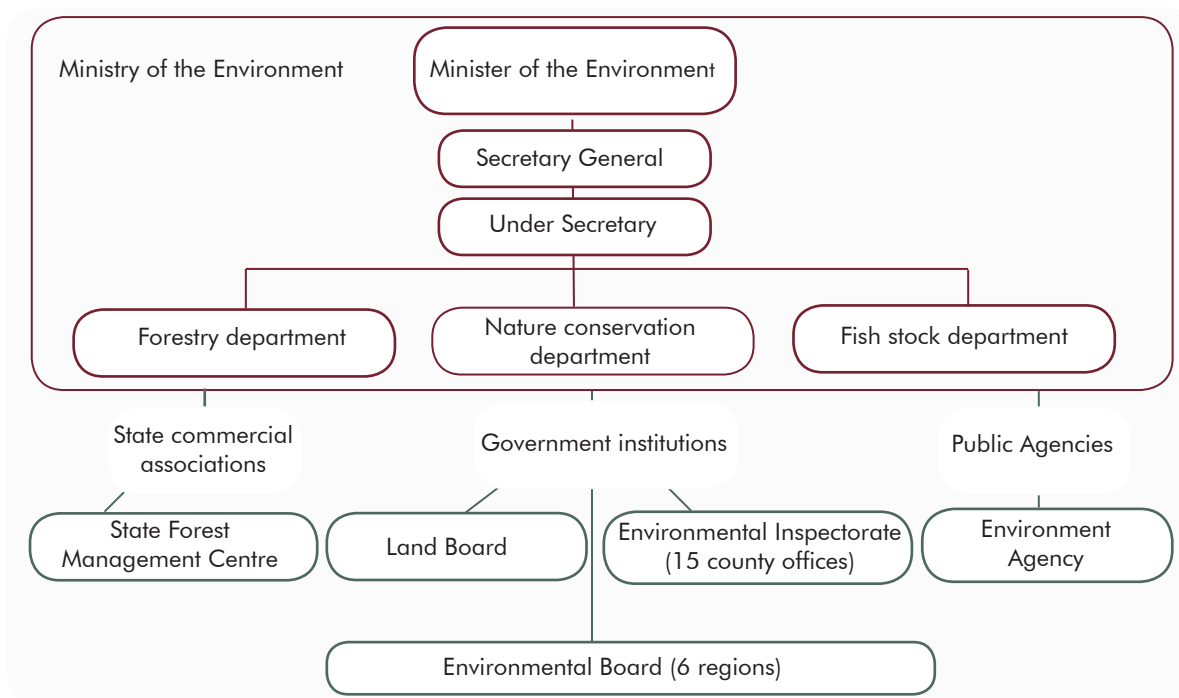 Ministry of the Environment
Minister of the Environment
Secretary General
Under Secretary
Forestry department
Nature conservation
department
Fish stock department
State commercial
associations
Government institutions
Public Agencies
State Forest
Management Centre
Land Board
Environmental Inspectorate
(15 county offices)
Environment
Agency
Environmental Board (6 regions)